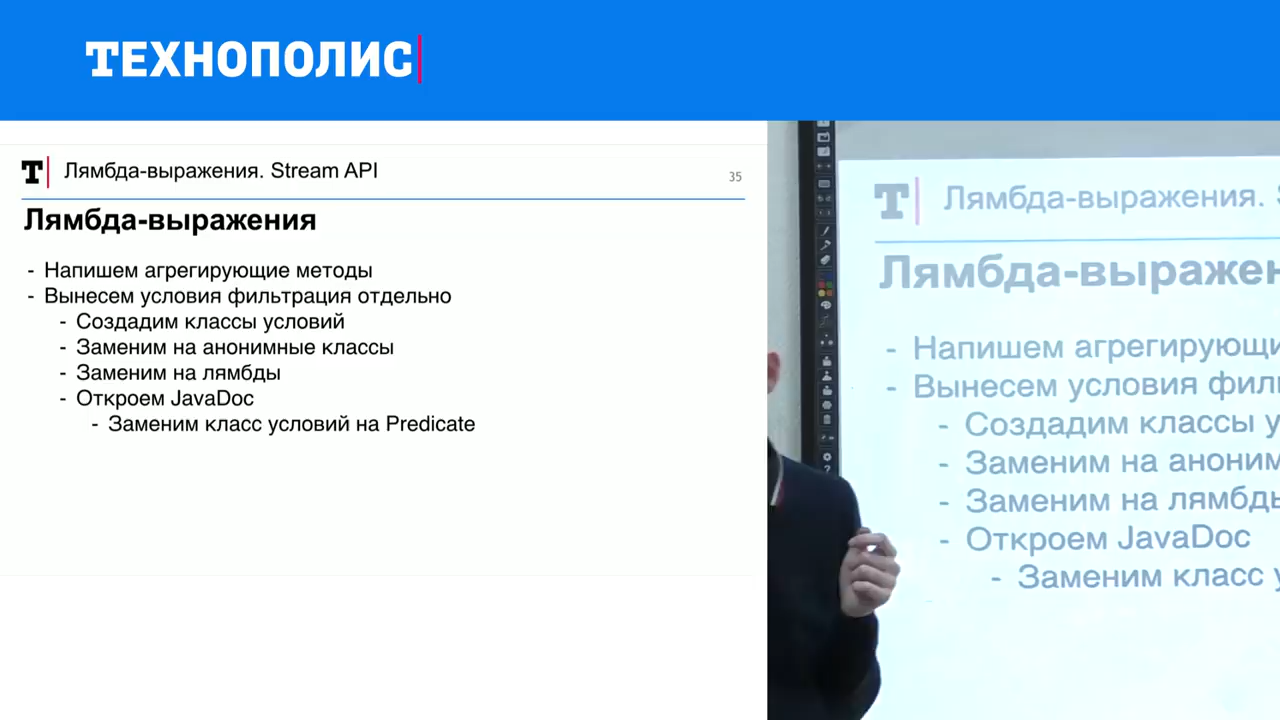 ТЕХНОПОЛИС
Т Лямбда-выражения. Stream API
35
Лямбда-выражения
- Напишем агрегирующие методы
- Вынесем условия фильтрация отдельно
- Создадим классы условий
- Заменим на анонимные классы
- Заменим на лямбды
- Откроем JavaDoc
- Заменим класс условий на Predicate
Т Лямбда-выражения.
Лямбда-выражен
- Напишем агрегирующи
- Вынесем условия фил
- Создадим классы у
- Заменим на аноним
- Заменим на лямбды
- Откроем JavaDoc
- Заменим класс у